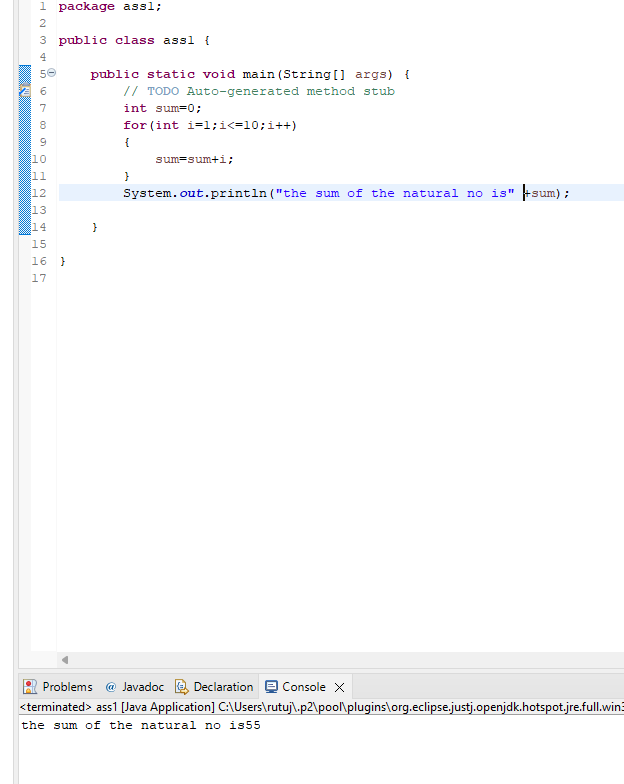 1 package ass1;
2
3 public class ass1 {
4
5 public static void main(String[] args) {
6 // TODO Auto-generated method stub
7 int sum=0;
8 for(int i=1;i<=10;i++)
9 {
10 sum=sum+i;
11 }
12 System.out.println("the sum of the natural no is" +sum);
13
14 }
15
16 }
17
Problems @ Javadoc Declaration Console
<terminated> ass1 [Java Application] C:\Users\rutuj\.p2\pool\plugins\org.eclipse.justj.openjdk.hotspot.jre.full.win3
the sum of the natural no is55